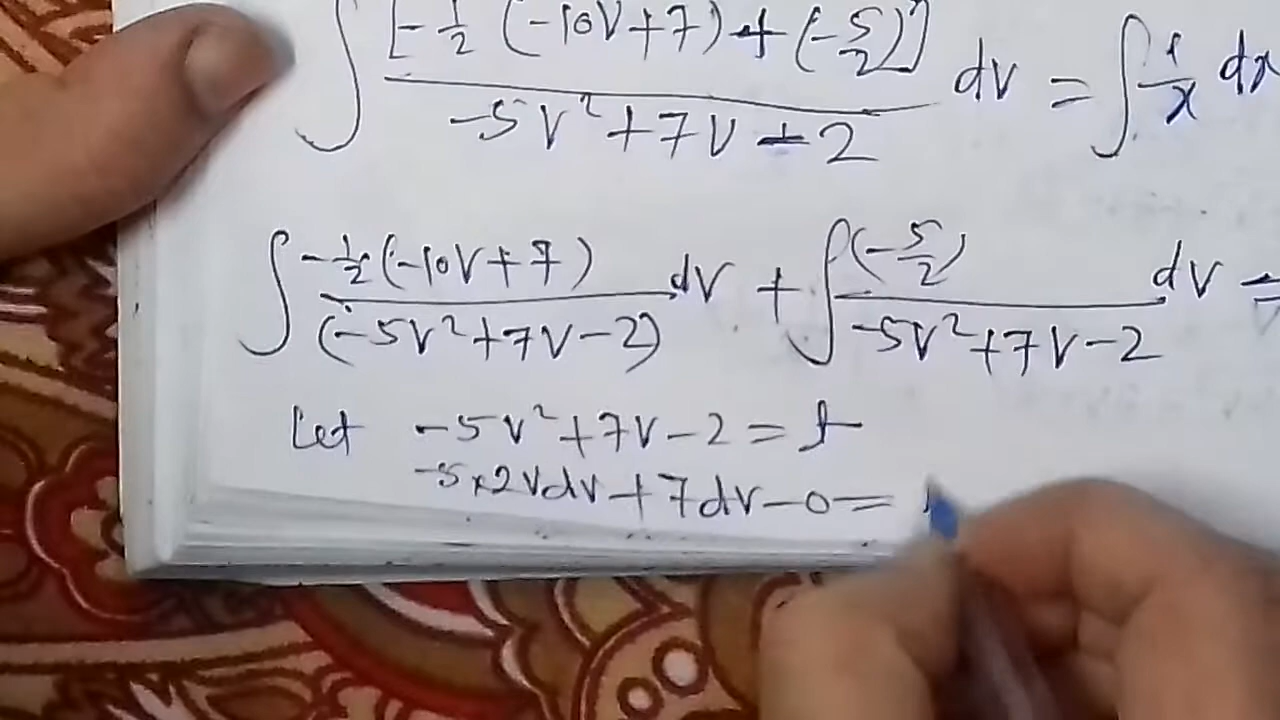 ∫ [-1/2 (-10V+7) + (-5/2)] / -5V²+7V-2 dV = ∫ 1/x dx
∫ -1/2 (-10V+7) / (-5V²+7V-2) dV + ∫ (-5/2) / -5V²+7V-2 dV =
Let -5V²+7V-2 = t
-5×2VdV+7dV-0=